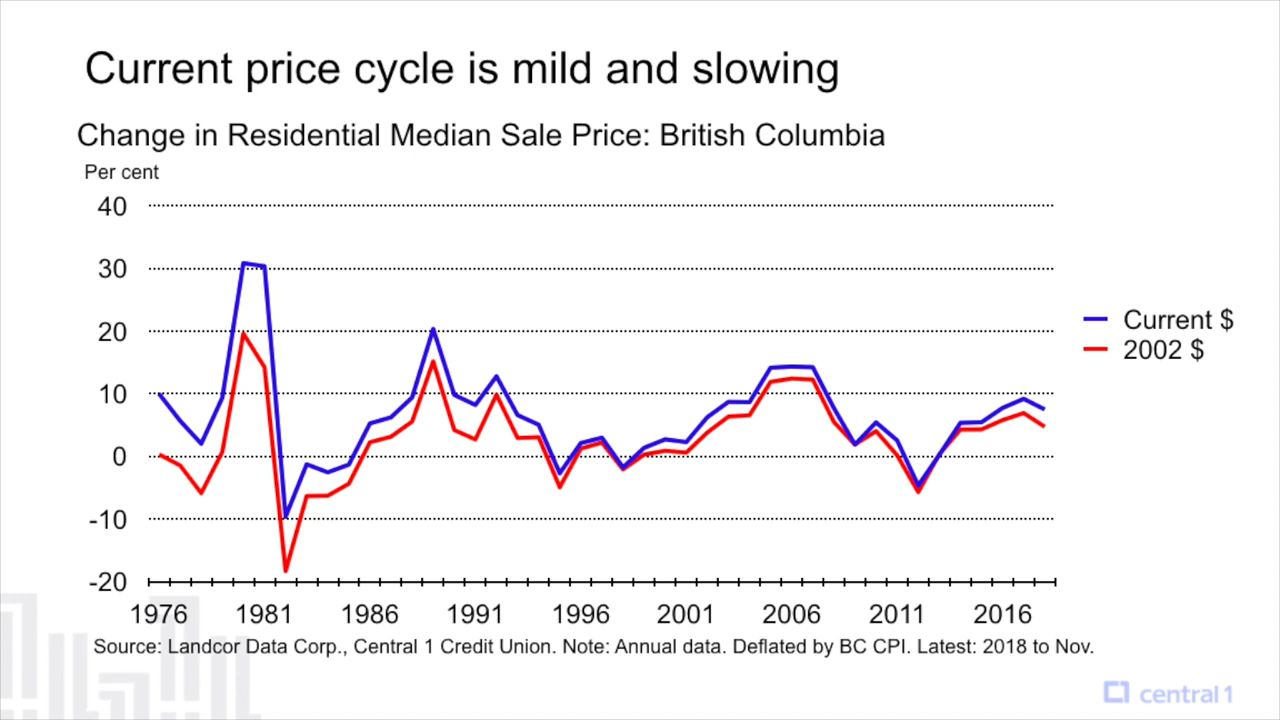 Current price cycle is mild and slowing
Change in Residential Median Sale Price: British Columbia
Per cent
40
30
20
10
0
-10
-20
Current $
2002 $
1976 1981 1986 1991 1996 2001 2006 2011 2016
Source: Landcor Data Corp., Central 1 Credit Union. Note: Annual data. Deflated by BC CPI. Latest: 2018 to Nov.
central 1